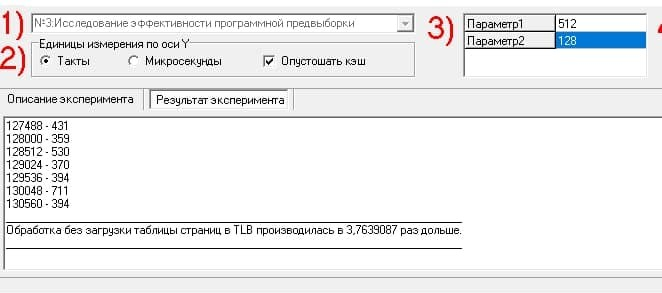 1)
№3:Исследование эффективности программной предвыборки
3)
Параметр1 512
Параметр2 128
Единицы измерения по оси Y
2)
Такты
Микросекунды
Опустошать кэш
Описание эксперимента
Результат эксперимента
127488 - 431
128000 - 359
128512 - 530
129024 - 370
129536 - 394
130048 - 711
130560 - 394
Обработка без загрузки таблицы страниц в TLB производилась в 3,7639087 раз дольше.